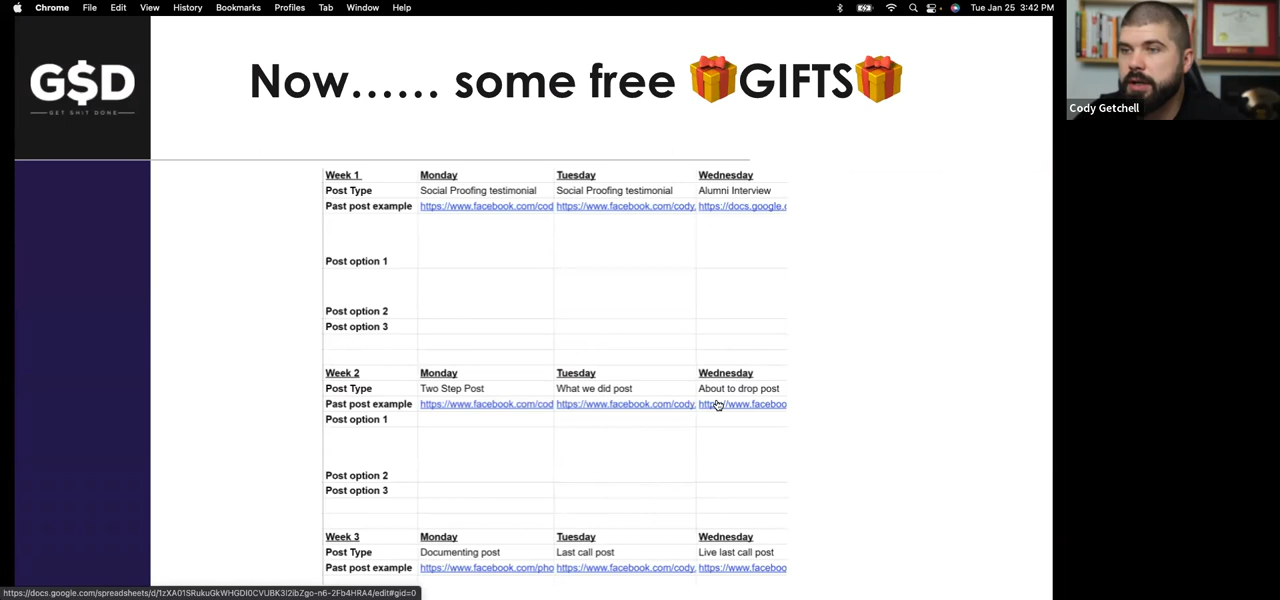 Chrome File Edit View History Bookmarks Profiles Tab Window Help Tue Jan 25 3:42 PM
G$D
GET SHIT DONE
Now…… some free 🎁GIFTS🎁
Cody Getchell
Week 1 Monday Tuesday Wednesday
Post Type Social Proofing testimonial Social Proofing testimonial Alumni Interview
Past post example https://www.facebook.com/cod https://www.facebook.com/cody. https://docs.google.c
Post option 1
Post option 2
Post option 3
Week 2 Monday Tuesday Wednesday
Post Type Two Step Post What we did post About to drop post
Past post example https://www.facebook.com/cod https://www.facebook.com/cody. https://www.faceboo
Post option 1
Post option 2
Post option 3
Week 3 Monday Tuesday Wednesday
Post Type Documenting post Last call post Live last call post
Past post example https://www.facebook.com/pho https://www.facebook.com/cody. https://www.faceboo